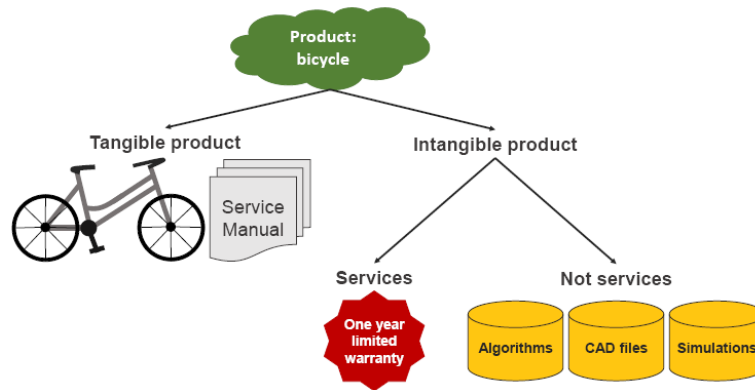 Product:
bicycle
Tangible product
Intangible product
Service
Manual
Services
Not services
One year
limited
warranty
Algorithms
CAD files
Simulations